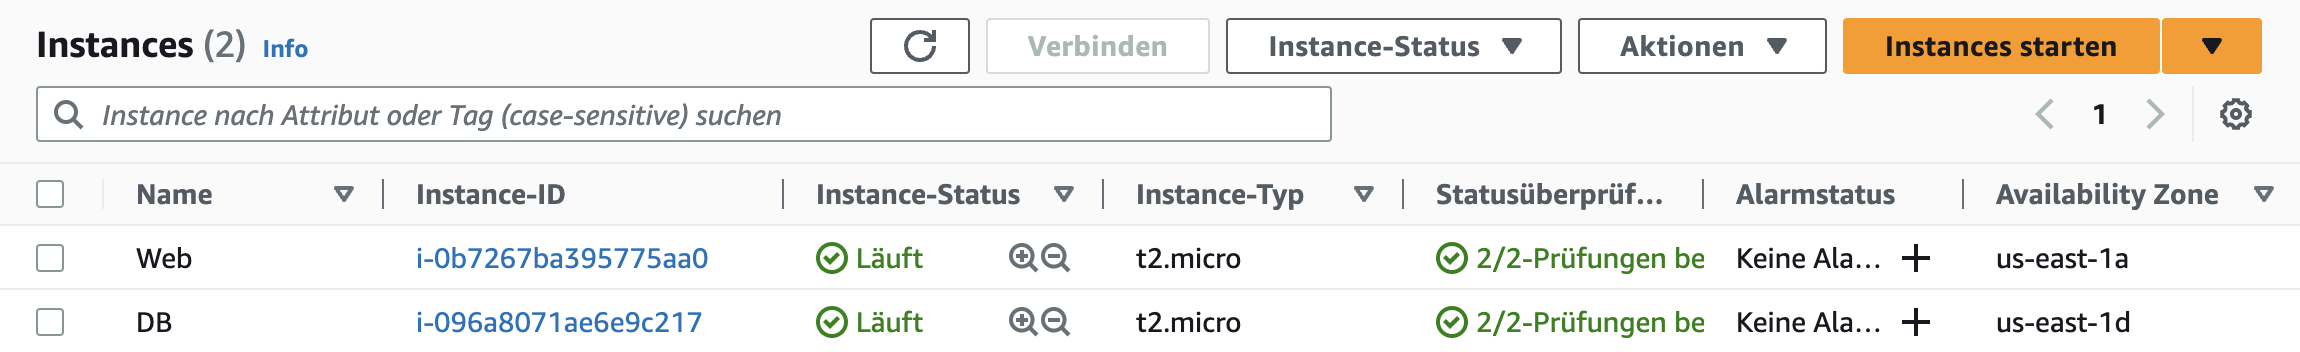 Instances (2) Info Verbinden Instance-Status Aktionen Instances starten
Instance nach Attribut oder Tag (case-sensitive) suchen 1
Name Instance-ID Instance-Status Instance-Typ Statusüberprüf... Alarmstatus Availability Zone
Web i-0b7267ba395775aa0 Läuft t2.micro 2/2-Prüfungen be Keine Ala... us-east-1a
DB i-096a8071ae6e9c217 Läuft t2.micro 2/2-Prüfungen be Keine Ala... us-east-1d